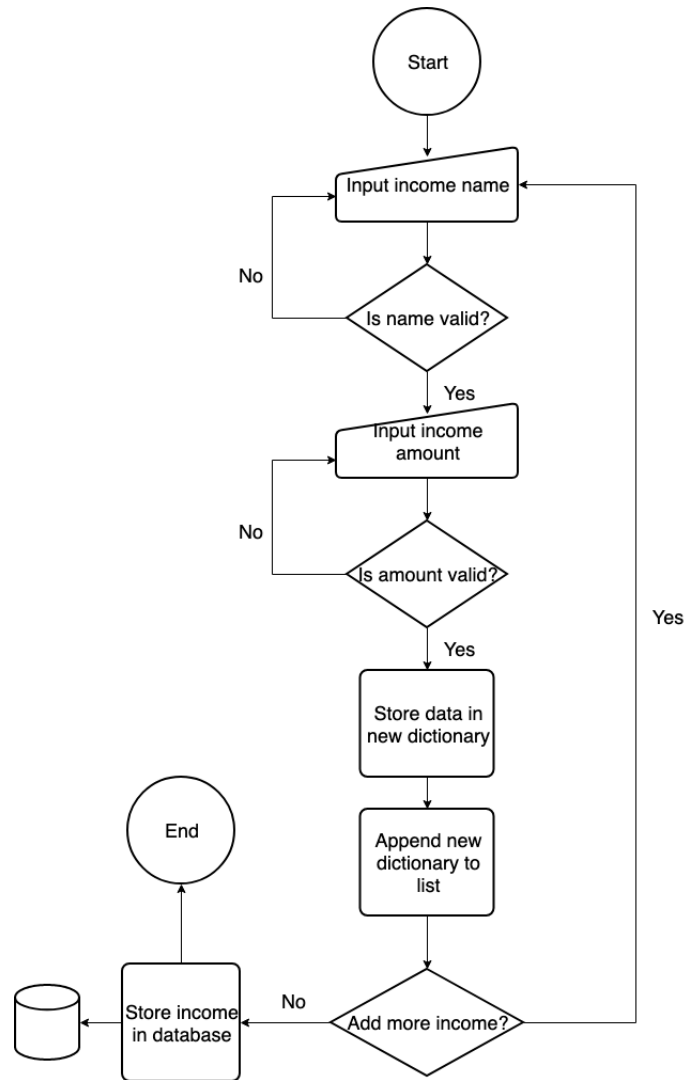 Start
Input income name
No
Is name valid?
Yes
Input income
amount
No
Is amount valid?
Yes
Yes
Store data in
new dictionary
End
Append new
dictionary to
list
No
Store income
in database
Add more income?